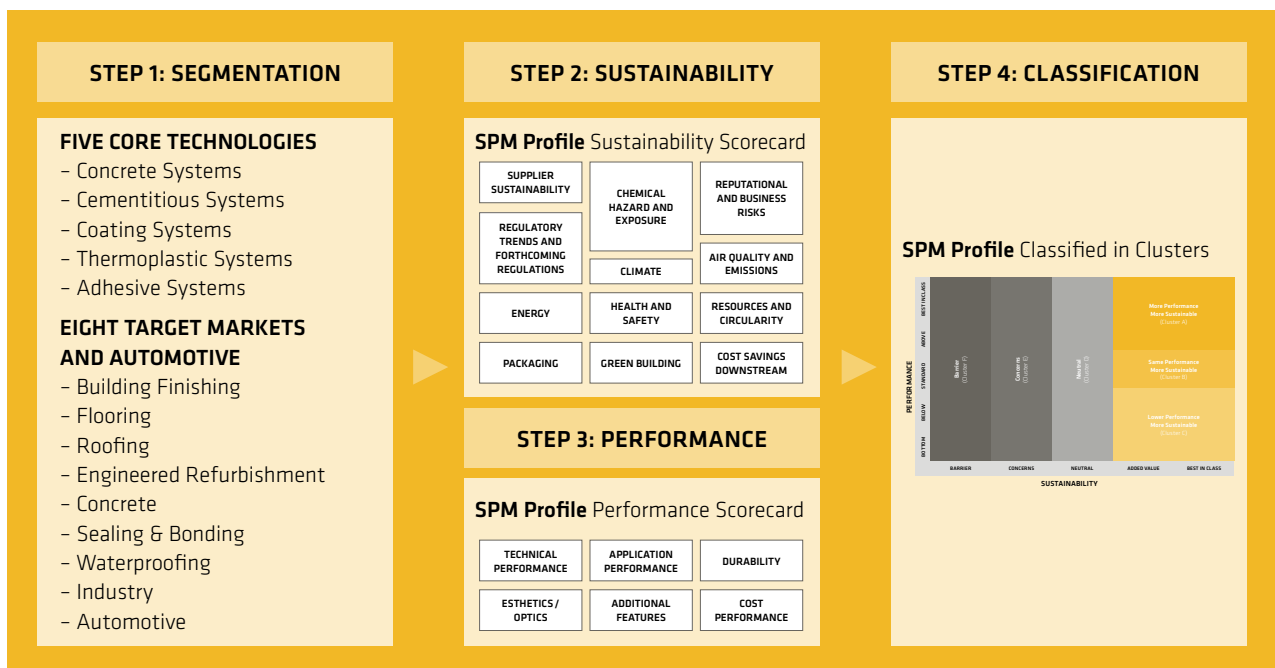 STEP 1: SEGMENTATION
FIVE CORE TECHNOLOGIES
– Concrete Systems
– Cementitious Systems
– Coating Systems
– Thermoplastic Systems
– Adhesive Systems
EIGHT TARGET MARKETS
AND AUTOMOTIVE
– Building Finishing
– Flooring
– Roofing
– Engineered Refurbishment
– Concrete
– Sealing & Bonding
– Waterproofing
– Industry
– Automotive
STEP 2: SUSTAINABILITY
SPM Profile Sustainability Scorecard
SUPPLIER
SUSTAINABILITY
CHEMICAL
HAZARD AND
EXPOSURE
REPUTATIONAL
AND BUSINESS
RISKS
REGULATORY
TRENDS AND
FORTHCOMING
REGULATIONS
CLIMATE
AIR QUALITY AND
EMISSIONS
ENERGY
HEALTH AND
SAFETY
RESOURCES AND
CIRCULARITY
PACKAGING
GREEN BUILDING
COST SAVINGS
DOWNSTREAM
STEP 3: PERFORMANCE
SPM Profile Performance Scorecard
TECHNICAL
PERFORMANCE
APPLICATION
PERFORMANCE
DURABILITY
ESTHETICS /
OPTICS
ADDITIONAL
FEATURES
COST
PERFORMANCE
STEP 4: CLASSIFICATION
SPM Profile Classified in Clusters
PERFORMANCE
BEST IN CLASS
ABOVE
STANDARD
BELOW
BOTTOM
Barrier
(Cluster F)
Concerns
(Cluster E)
Neutral
(Cluster D)
More Performance
More Sustainable
(Cluster A)
Same Performance
More Sustainable
(Cluster B)
Lower Performance
More Sustainable
(Cluster C)
BARRIER
CONCERNS
NEUTRAL
ADDED VALUE
BEST IN CLASS
SUSTAINABILITY